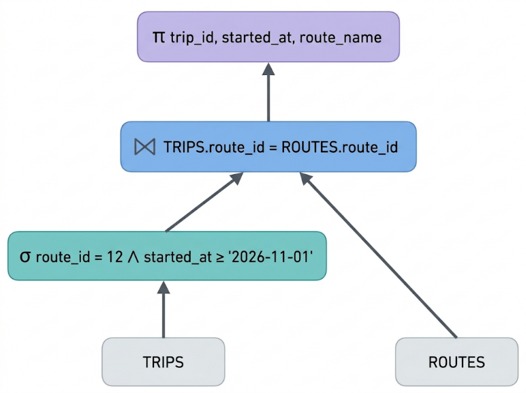 π trip_id, started_at, route_name
⋈ TRIPS.route_id = ROUTES.route_id
σ route_id = 12 ∧ started_at ≥ '2026-11-01'
TRIPS
ROUTES